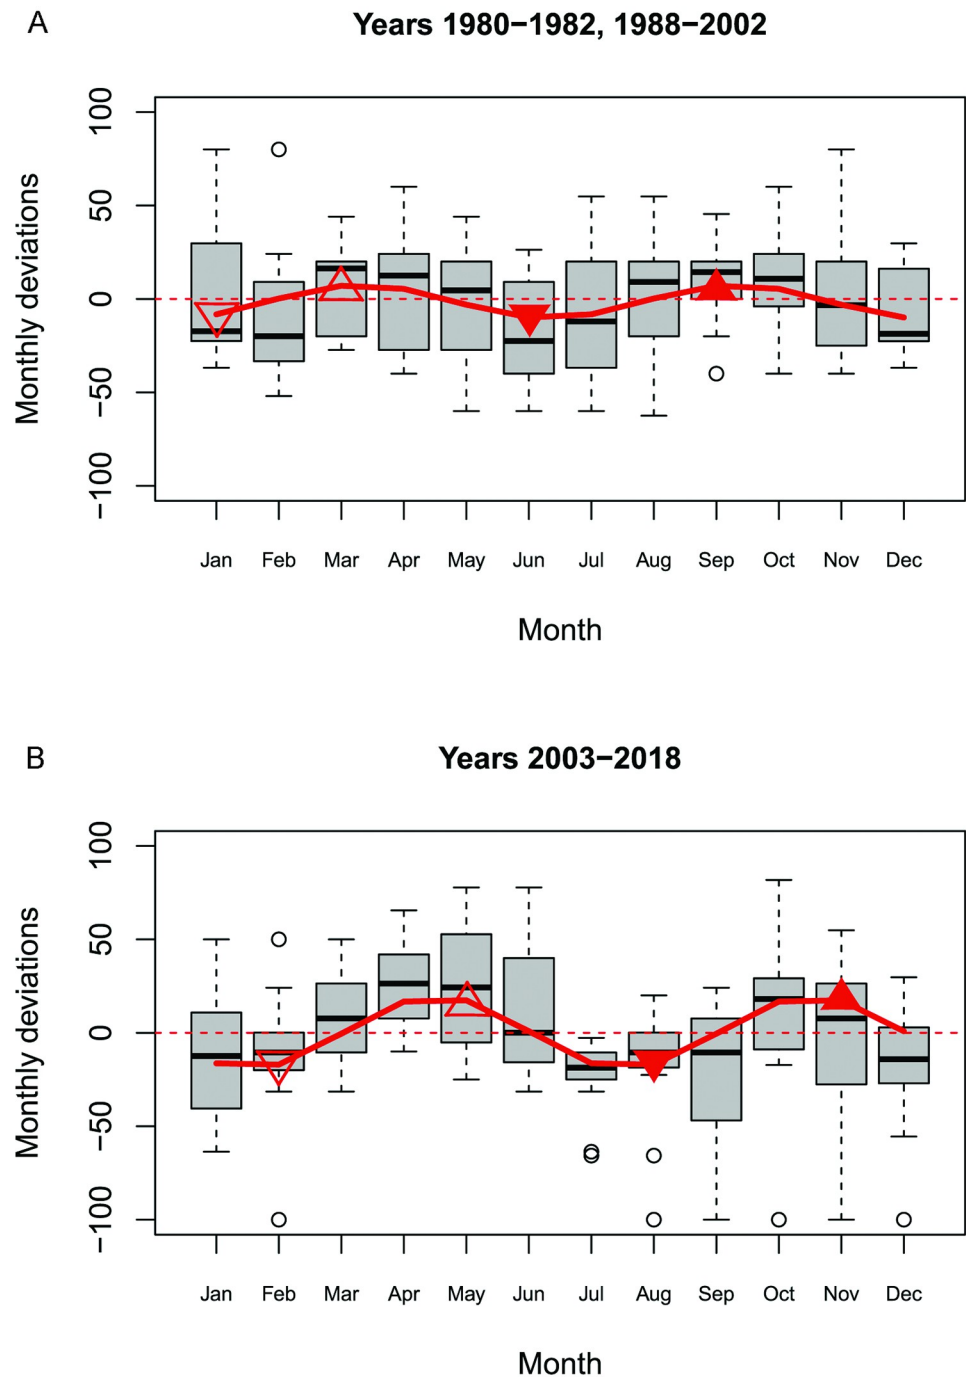 A
Years 1980−1982, 1988−2002
Monthly deviations
100
50
0
−50
−100
Jan Feb Mar Apr May Jun Jul Aug Sep Oct Nov Dec
Month
B
Years 2003−2018
Monthly deviations
100
50
0
−50
−100
Jan Feb Mar Apr May Jun Jul Aug Sep Oct Nov Dec
Month